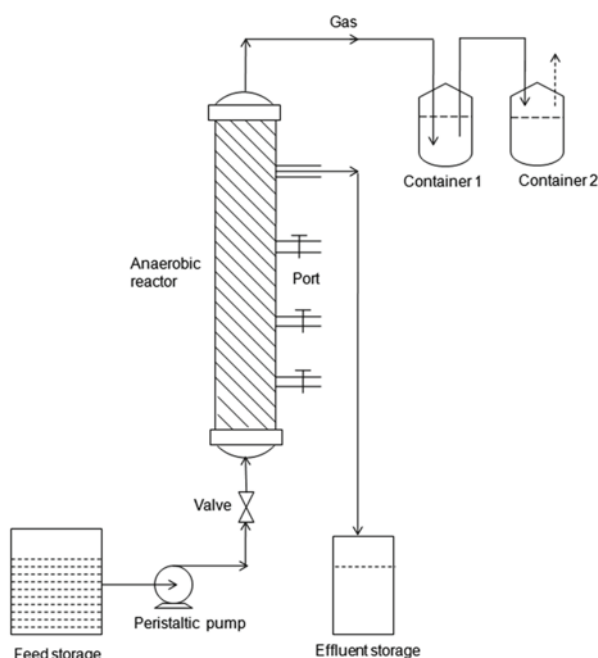 Gas
Container 1
Container 2
Anaerobic
reactor
Port
Valve
Peristaltic pump
Feed storage
Effluent storage